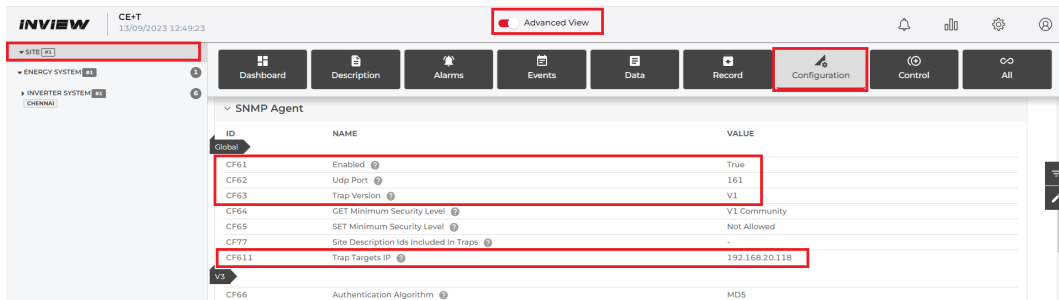 INVIEW
CE+T
13/09/2023 12:49:23
Advanced View
SITE #1
ENERGY SYSTEM #1 1
INVERTER SYSTEM #1 6
CHENNAI
Dashboard Description Alarms Events Data Record Configuration Control All
SNMP Agent
ID NAME VALUE
Global
CF61 Enabled ? True
CF62 Udp Port ? 161
CF63 Trap Version ? V1
CF64 GET Minimum Security Level ? V1 Community
CF65 SET Minimum Security Level ? Not Allowed
CF77 Site Description Ids Included In Traps ? -
CF611 Trap Targets IP ? 192.168.20.118
V3
CF66 Authentication Algorithm ? MD5